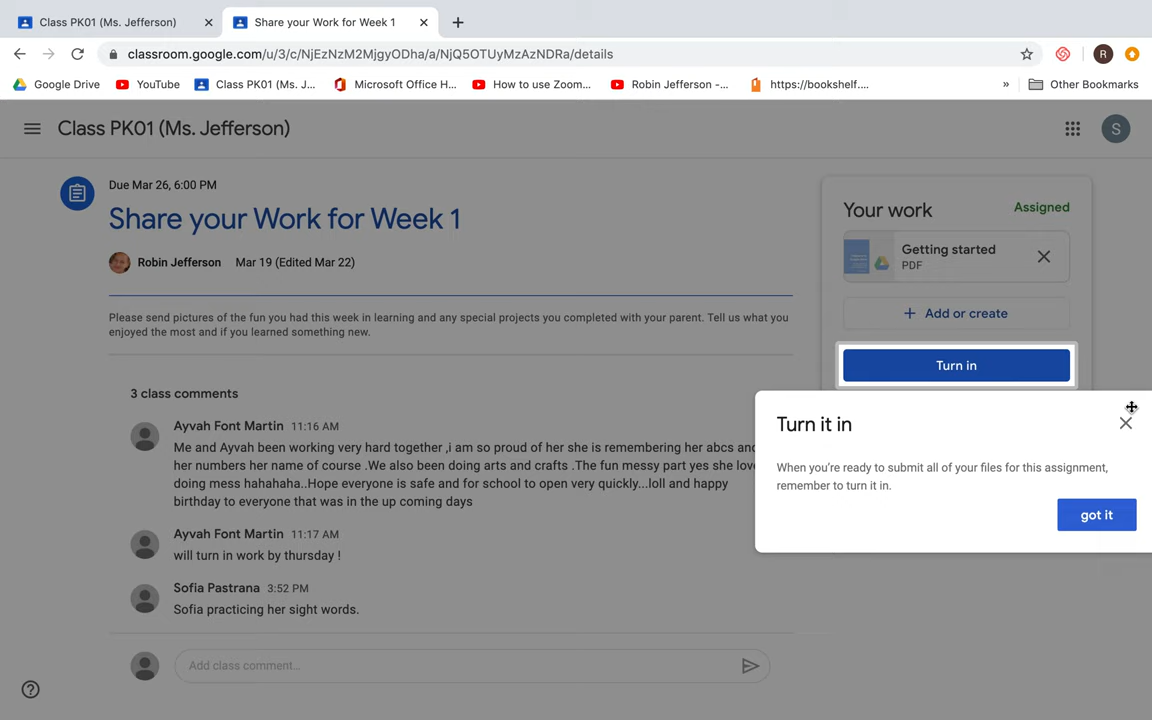 Class PK01 (Ms. Jefferson)
Share your Work for Week 1
classroom.google.com/u/3/c/NjEzNzM2MjgyODha/a/NjQ5OTUyMzAzNDRa/details
R
Google Drive
YouTube
Class PK01 (Ms. J...
Microsoft Office H...
How to use Zoom...
Robin Jefferson -...
https://bookshelf....
»
Other Bookmarks
Class PK01 (Ms. Jefferson)
S
Due Mar 26, 6:00 PM
Share your Work for Week 1
Robin Jefferson Mar 19 (Edited Mar 22)
Please send pictures of the fun you had this week in learning and any special projects you completed with your parent. Tell us what you
enjoyed the most and if you learned something new.
3 class comments
Ayvah Font Martin 11:16 AM
Me and Ayvah been working very hard together ,i am so proud of her she is remembering her abcs and
her numbers her name of course .We also been doing arts and crafts .The fun messy part yes she love
doing mess hahahaha..Hope everyone is safe and for school to open very quickly...loll and happy
birthday to everyone that was in the up coming days
Ayvah Font Martin 11:17 AM
will turn in work by thursday !
Sofia Pastrana 3:52 PM
Sofia practicing her sight words.
Add class comment...
Your work
Assigned
Getting started
PDF
+ Add or create
Turn in
Turn it in
When you're ready to submit all of your files for this assignment,
remember to turn it in.
got it